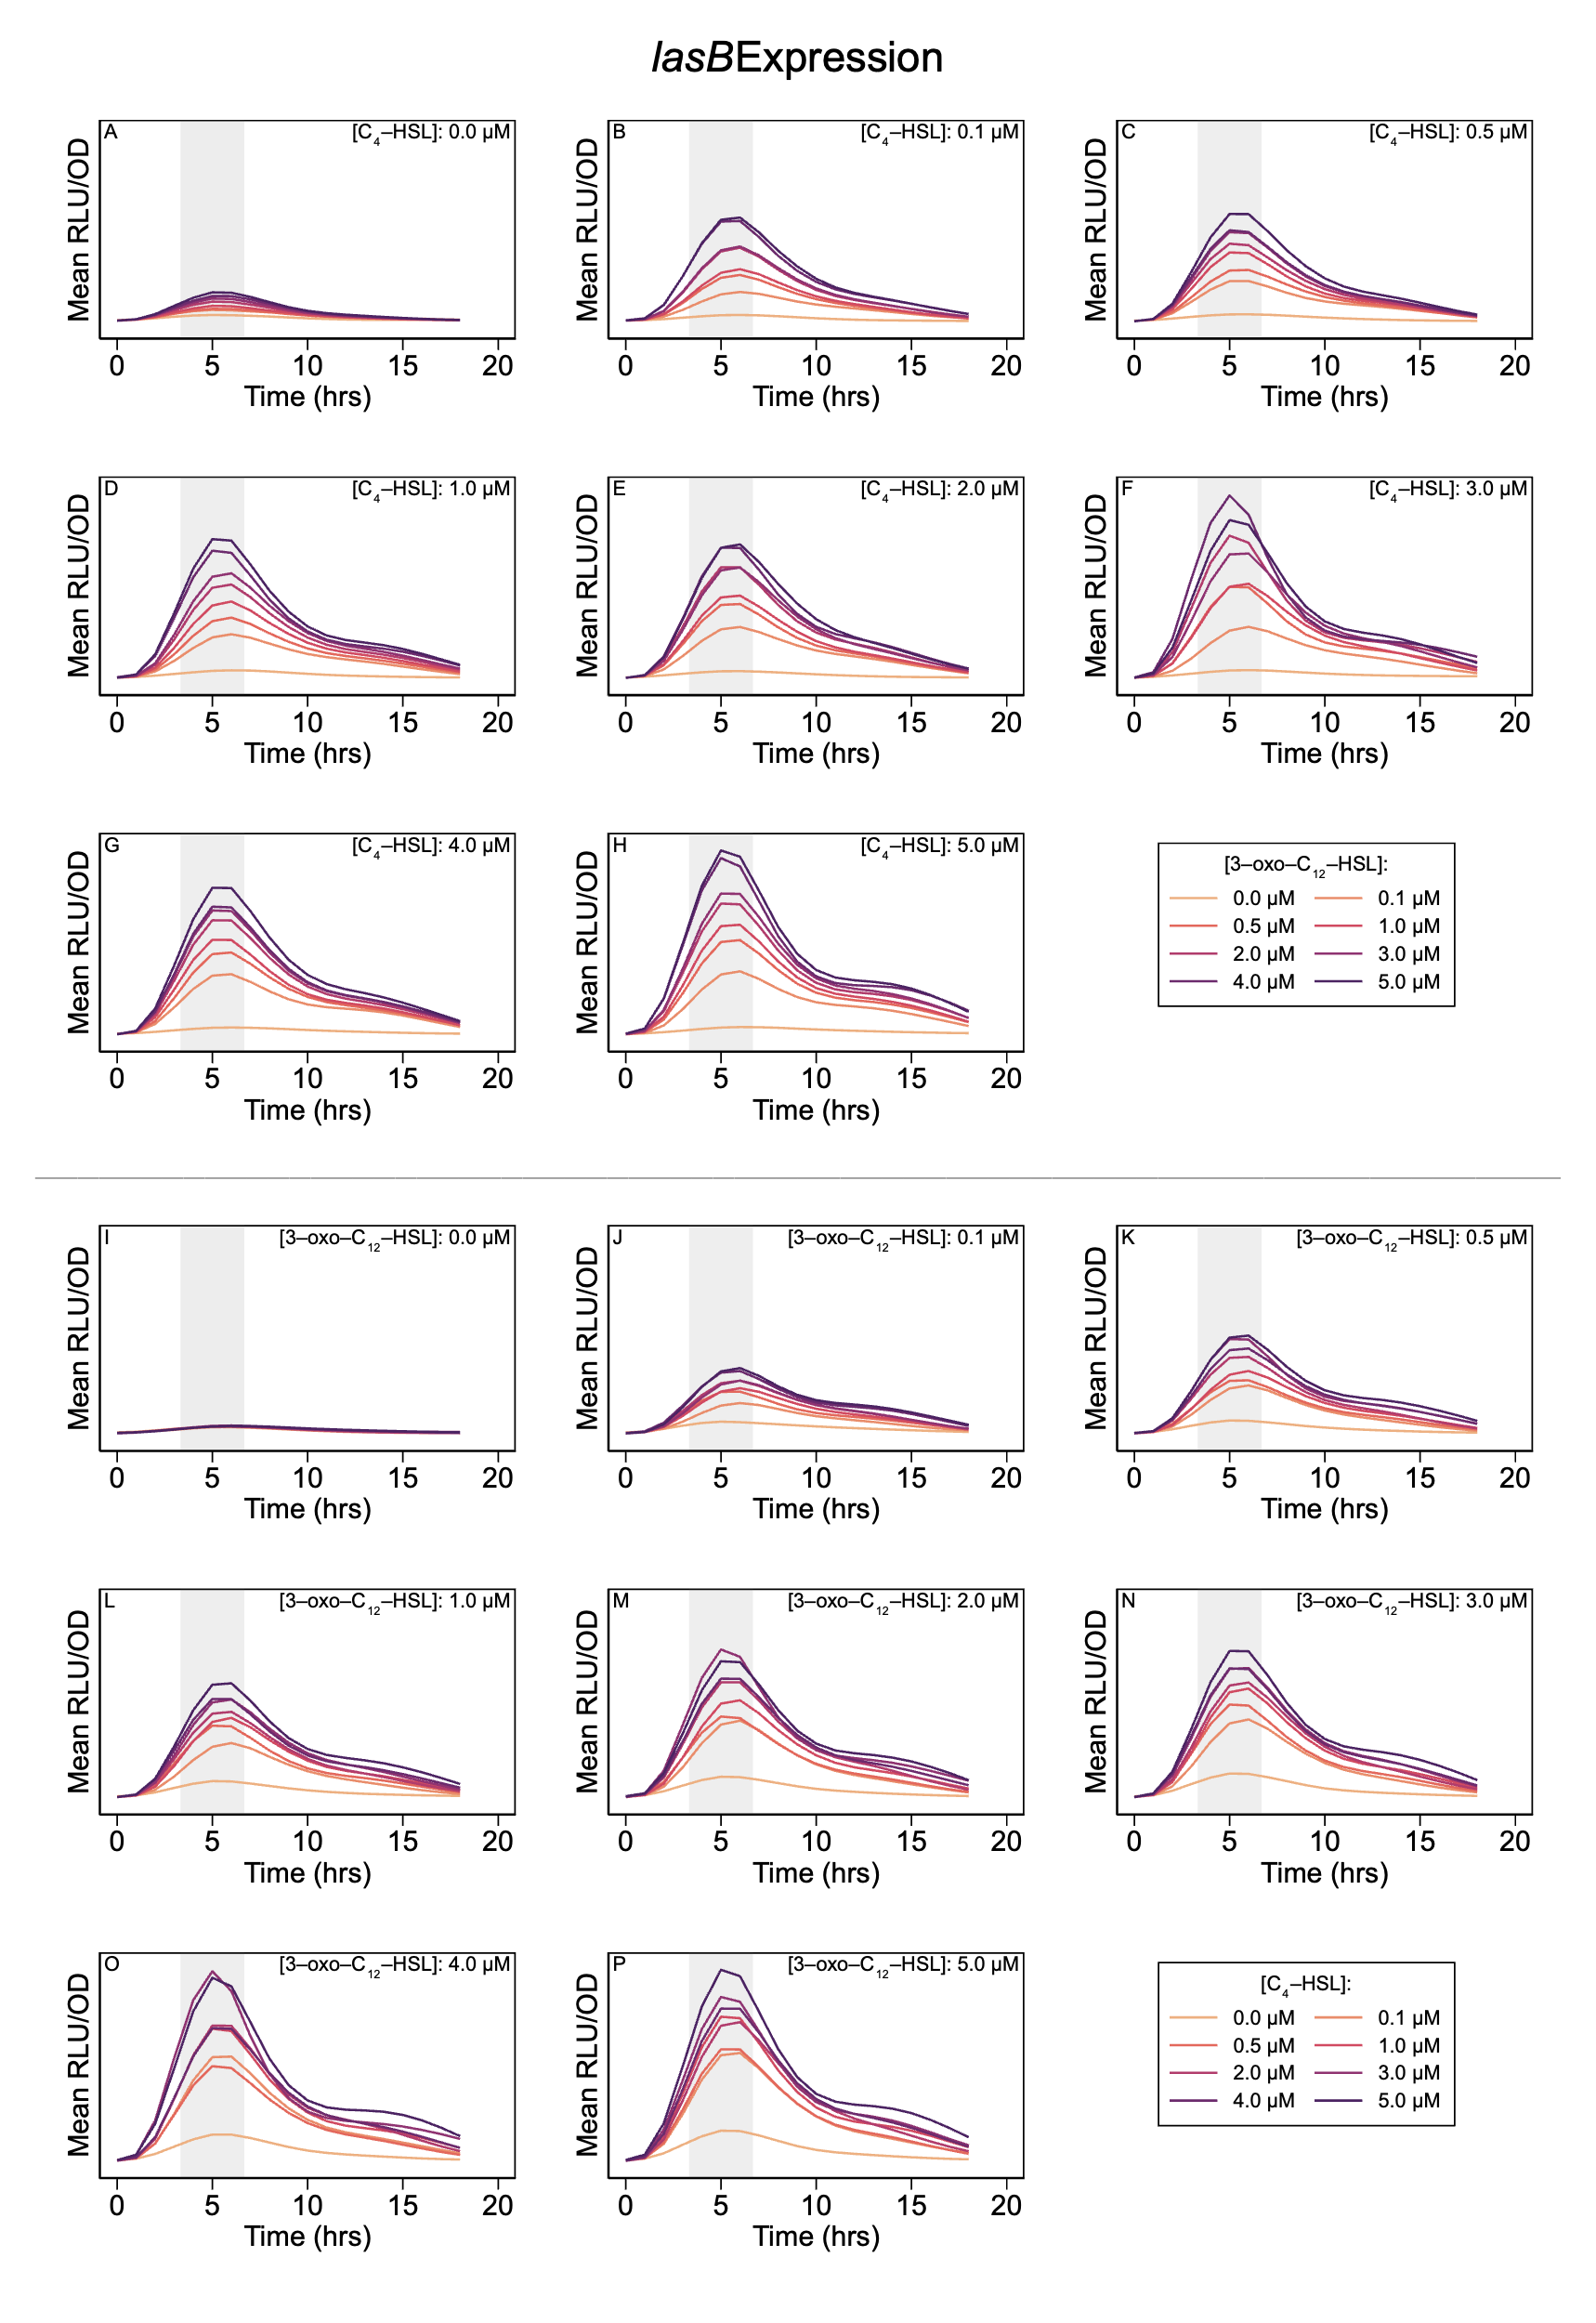 lasBExpression
A [C4–HSL]: 0.0 µM
Mean RLU/OD
0 5 10 15 20
Time (hrs)
B [C4–HSL]: 0.1 µM
Mean RLU/OD
0 5 10 15 20
Time (hrs)
C [C4–HSL]: 0.5 µM
Mean RLU/OD
0 5 10 15 20
Time (hrs)
D [C4–HSL]: 1.0 µM
Mean RLU/OD
0 5 10 15 20
Time (hrs)
E [C4–HSL]: 2.0 µM
Mean RLU/OD
0 5 10 15 20
Time (hrs)
F [C4–HSL]: 3.0 µM
Mean RLU/OD
0 5 10 15 20
Time (hrs)
G [C4–HSL]: 4.0 µM
Mean RLU/OD
0 5 10 15 20
Time (hrs)
H [C4–HSL]: 5.0 µM
Mean RLU/OD
0 5 10 15 20
Time (hrs)
[3–oxo–C12–HSL]:
0.0 µM 0.1 µM
0.5 µM 1.0 µM
2.0 µM 3.0 µM
4.0 µM 5.0 µM
I [3–oxo–C12–HSL]: 0.0 µM
Mean RLU/OD
0 5 10 15 20
Time (hrs)
J [3–oxo–C12–HSL]: 0.1 µM
Mean RLU/OD
0 5 10 15 20
Time (hrs)
K [3–oxo–C12–HSL]: 0.5 µM
Mean RLU/OD
0 5 10 15 20
Time (hrs)
L [3–oxo–C12–HSL]: 1.0 µM
Mean RLU/OD
0 5 10 15 20
Time (hrs)
M [3–oxo–C12–HSL]: 2.0 µM
Mean RLU/OD
0 5 10 15 20
Time (hrs)
N [3–oxo–C12–HSL]: 3.0 µM
Mean RLU/OD
0 5 10 15 20
Time (hrs)
O [3–oxo–C12–HSL]: 4.0 µM
Mean RLU/OD
0 5 10 15 20
Time (hrs)
P [3–oxo–C12–HSL]: 5.0 µM
Mean RLU/OD
0 5 10 15 20
Time (hrs)
[C4–HSL]:
0.0 µM 0.1 µM
0.5 µM 1.0 µM
2.0 µM 3.0 µM
4.0 µM 5.0 µM